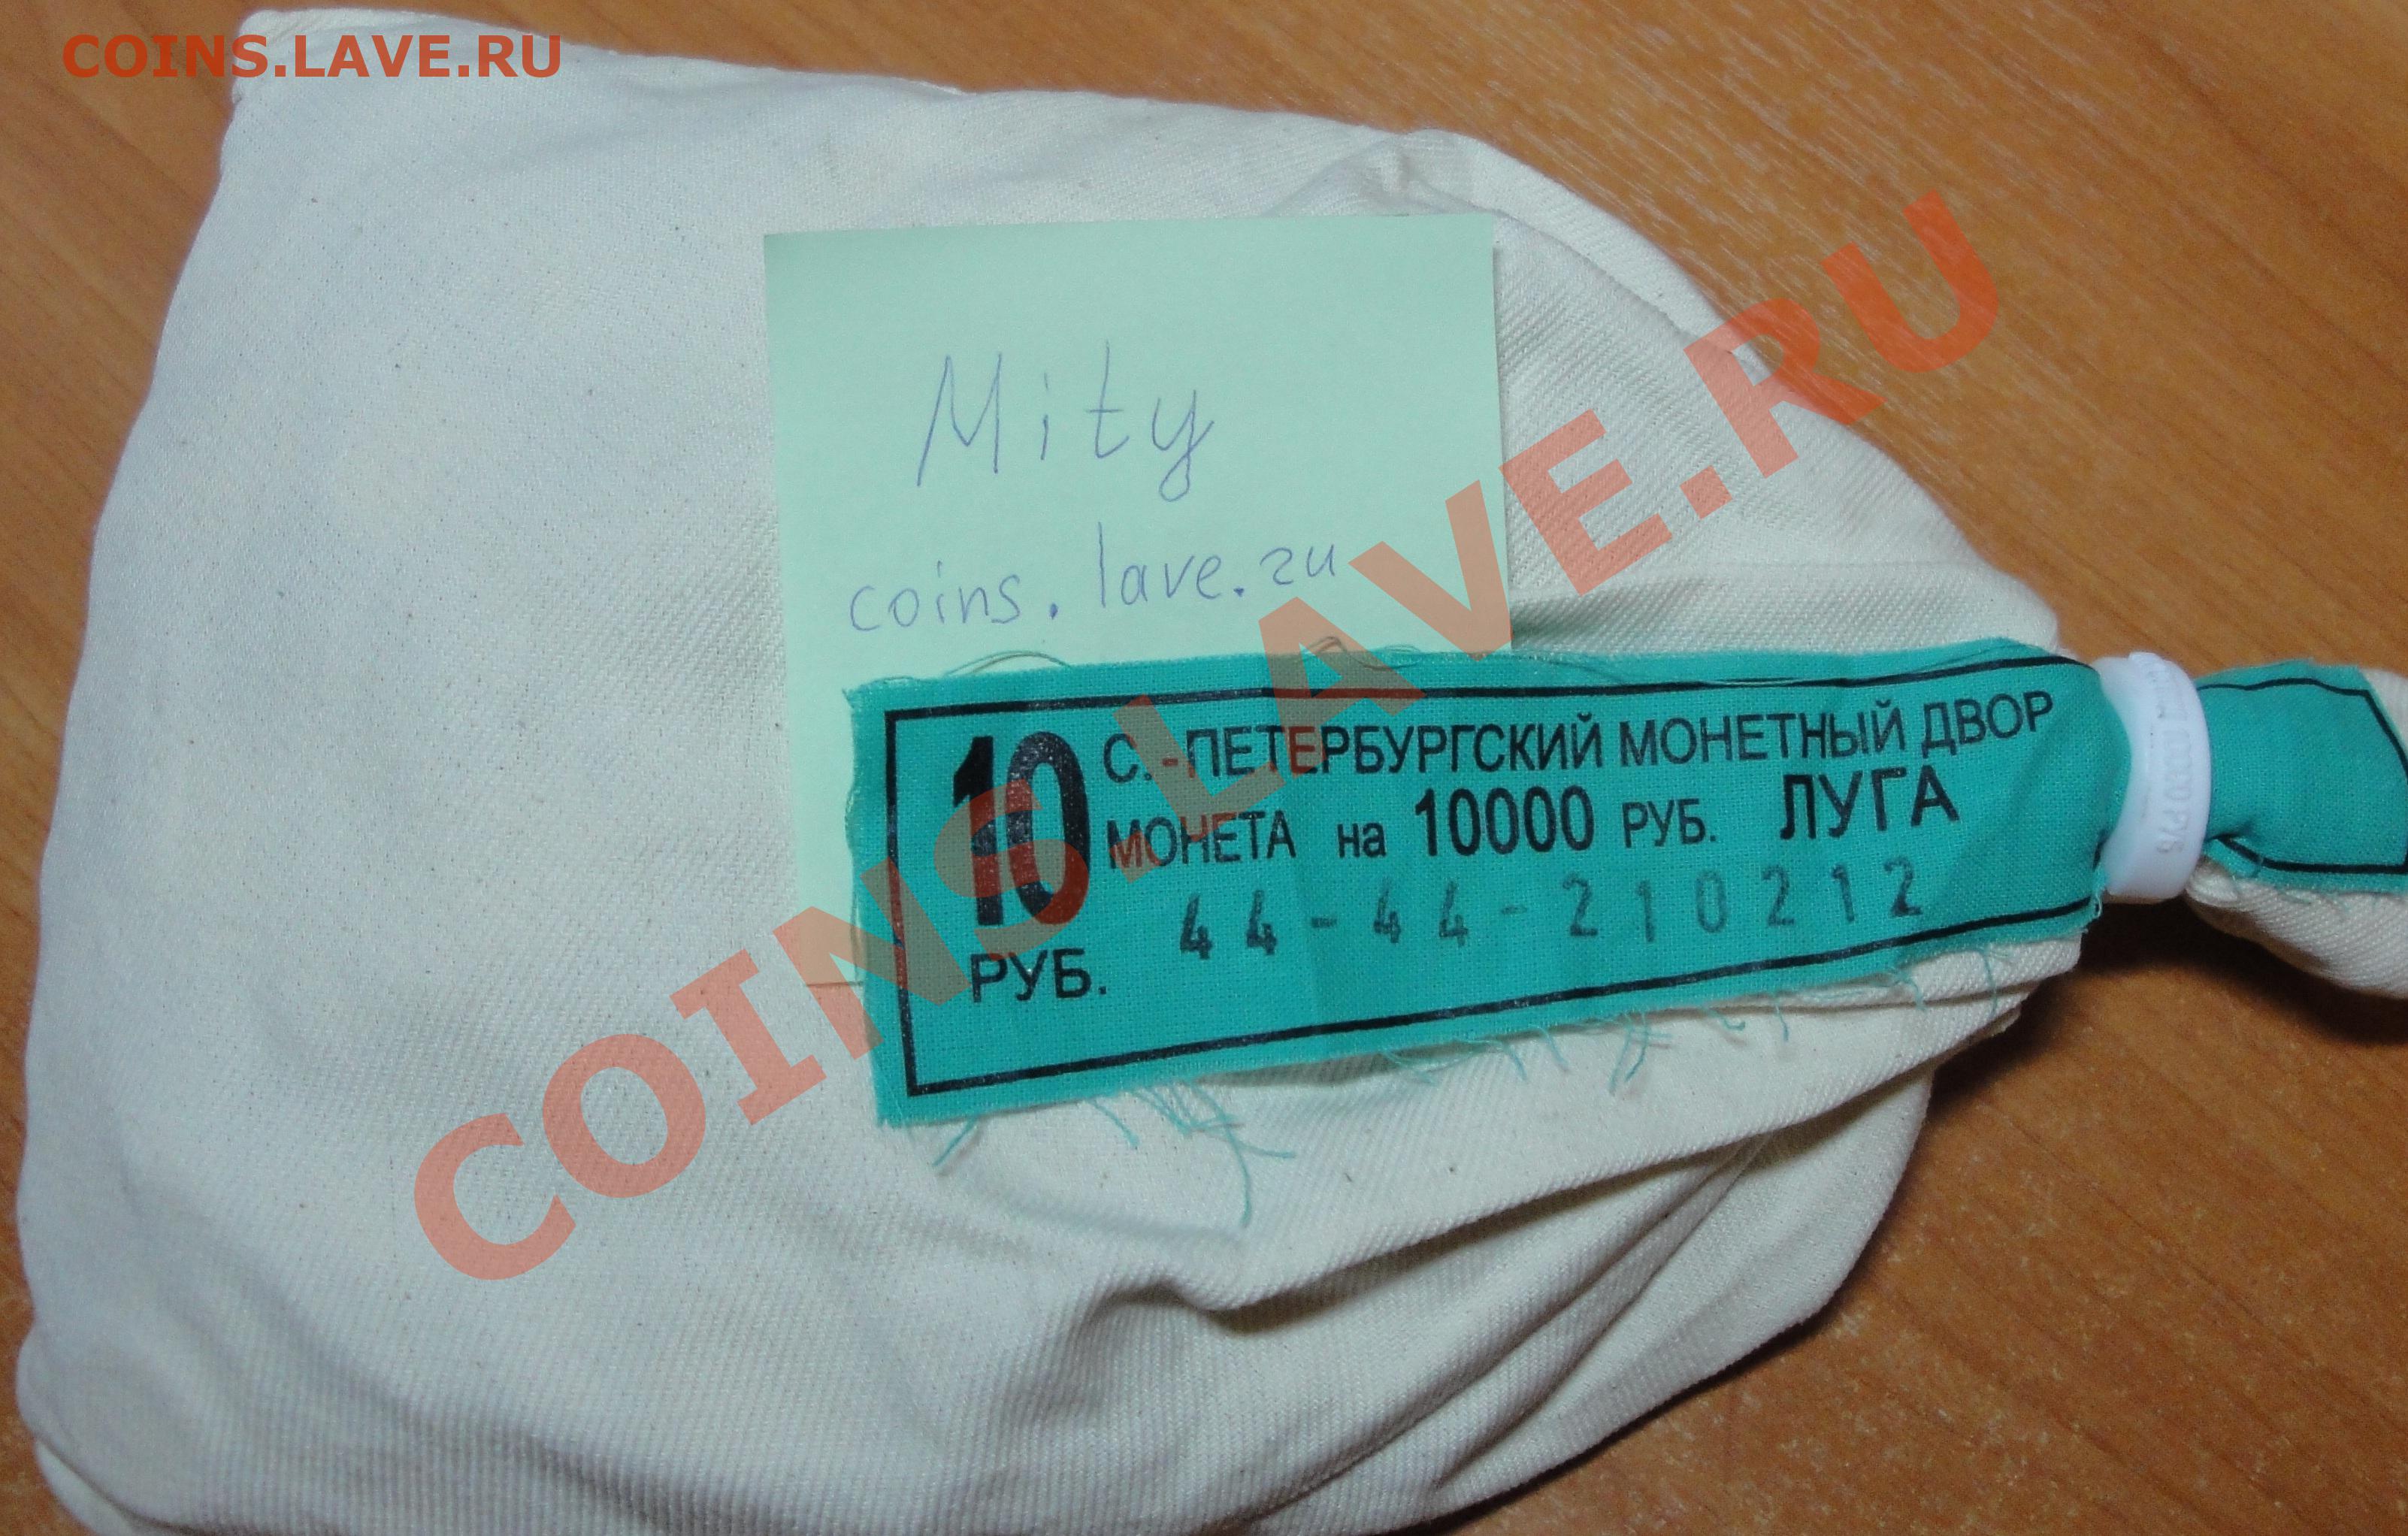 COINS.LAVE.RU
Mity
coins.lave.ru
COINS.LAVE.RU
10 РУБ.
С.-ПЕТЕРБУРГСКИЙ МОНЕТНЫЙ ДВОР
МОНЕТА на 10000 РУБ. ЛУГА
44-44-210212